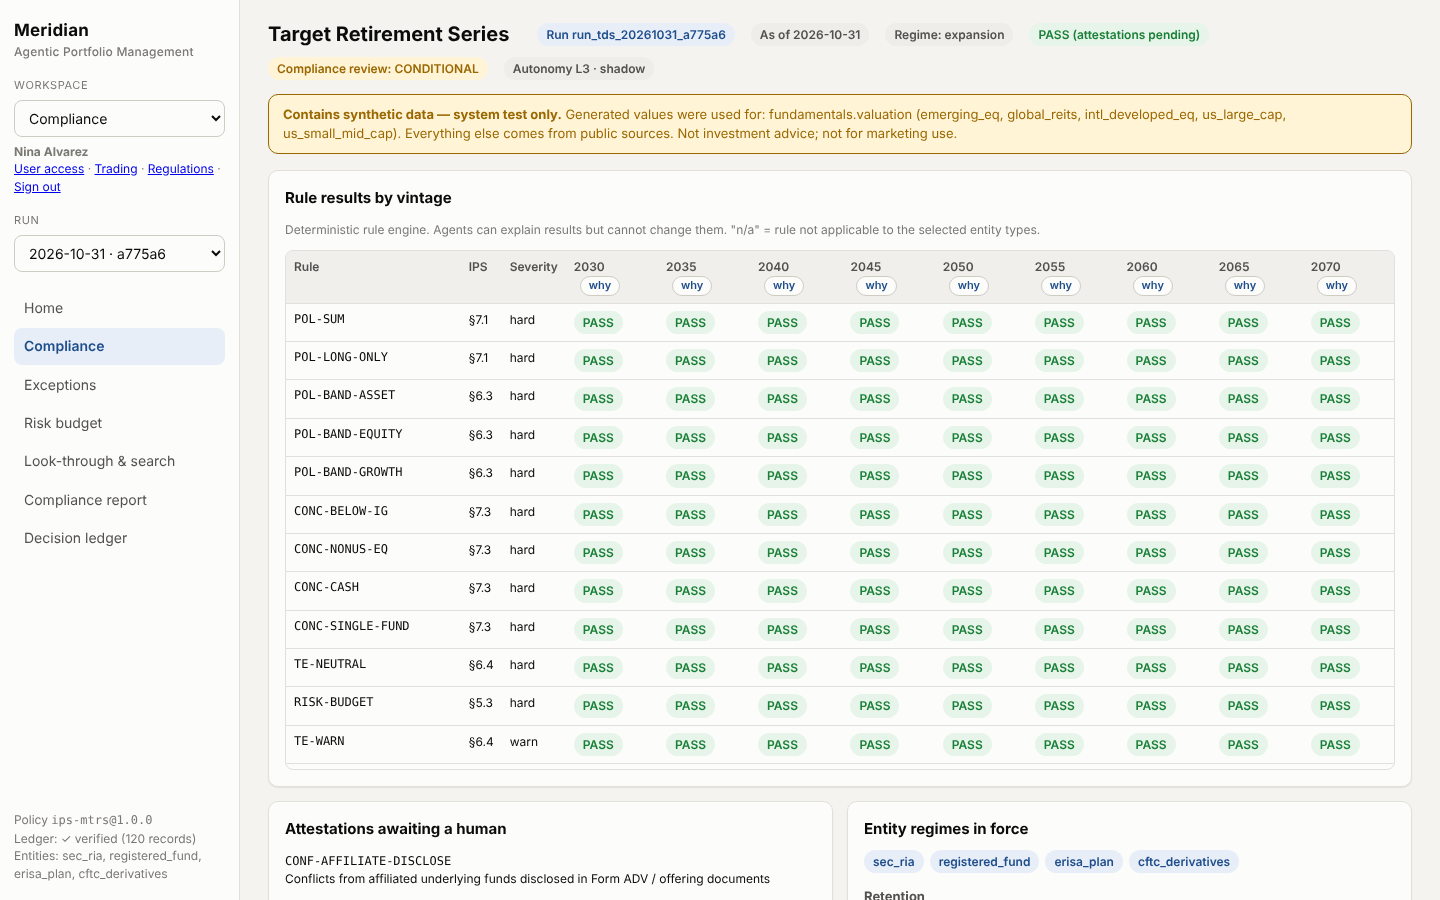 Meridian
Agentic Portfolio Management
WORKSPACE
Compliance
Nina Alvarez
User access · Trading · Regulations ·
Sign out
RUN
2026-10-31 · a775a6
Home
Compliance
Exceptions
Risk budget
Look-through & search
Compliance report
Decision ledger
Policy ips-mtrs@1.0.0
Ledger: ✓ verified (120 records)
Entities: sec_ria, registered_fund,
erisa_plan, cftc_derivatives
Target Retirement Series Run run_tds_20261031_a775a6 As of 2026-10-31 Regime: expansion PASS (attestations pending)
Compliance review: CONDITIONAL Autonomy L3 · shadow
Contains synthetic data — system test only. Generated values were used for: fundamentals.valuation (emerging_eq, global_reits, intl_developed_eq, us_large_cap,
us_small_mid_cap). Everything else comes from public sources. Not investment advice; not for marketing use.
Rule results by vintage
Deterministic rule engine. Agents can explain results but cannot change them. "n/a" = rule not applicable to the selected entity types.
Rule IPS Severity 2030 2035 2040 2045 2050 2055 2060 2065 2070
why why why why why why why why why
POL-SUM §7.1 hard PASS PASS PASS PASS PASS PASS PASS PASS PASS
POL-LONG-ONLY §7.1 hard PASS PASS PASS PASS PASS PASS PASS PASS PASS
POL-BAND-ASSET §6.3 hard PASS PASS PASS PASS PASS PASS PASS PASS PASS
POL-BAND-EQUITY §6.3 hard PASS PASS PASS PASS PASS PASS PASS PASS PASS
POL-BAND-GROWTH §6.3 hard PASS PASS PASS PASS PASS PASS PASS PASS PASS
CONC-BELOW-IG §7.3 hard PASS PASS PASS PASS PASS PASS PASS PASS PASS
CONC-NONUS-EQ §7.3 hard PASS PASS PASS PASS PASS PASS PASS PASS PASS
CONC-CASH §7.3 hard PASS PASS PASS PASS PASS PASS PASS PASS PASS
CONC-SINGLE-FUND §7.3 hard PASS PASS PASS PASS PASS PASS PASS PASS PASS
TE-NEUTRAL §6.4 hard PASS PASS PASS PASS PASS PASS PASS PASS PASS
RISK-BUDGET §5.3 hard PASS PASS PASS PASS PASS PASS PASS PASS PASS
TE-WARN §6.4 warn PASS PASS PASS PASS PASS PASS PASS PASS PASS
Attestations awaiting a human
CONF-AFFILIATE-DISCLOSE
Conflicts from affiliated underlying funds disclosed in Form ADV / offering documents
Entity regimes in force
sec_ria registered_fund erisa_plan cftc_derivatives
Retention